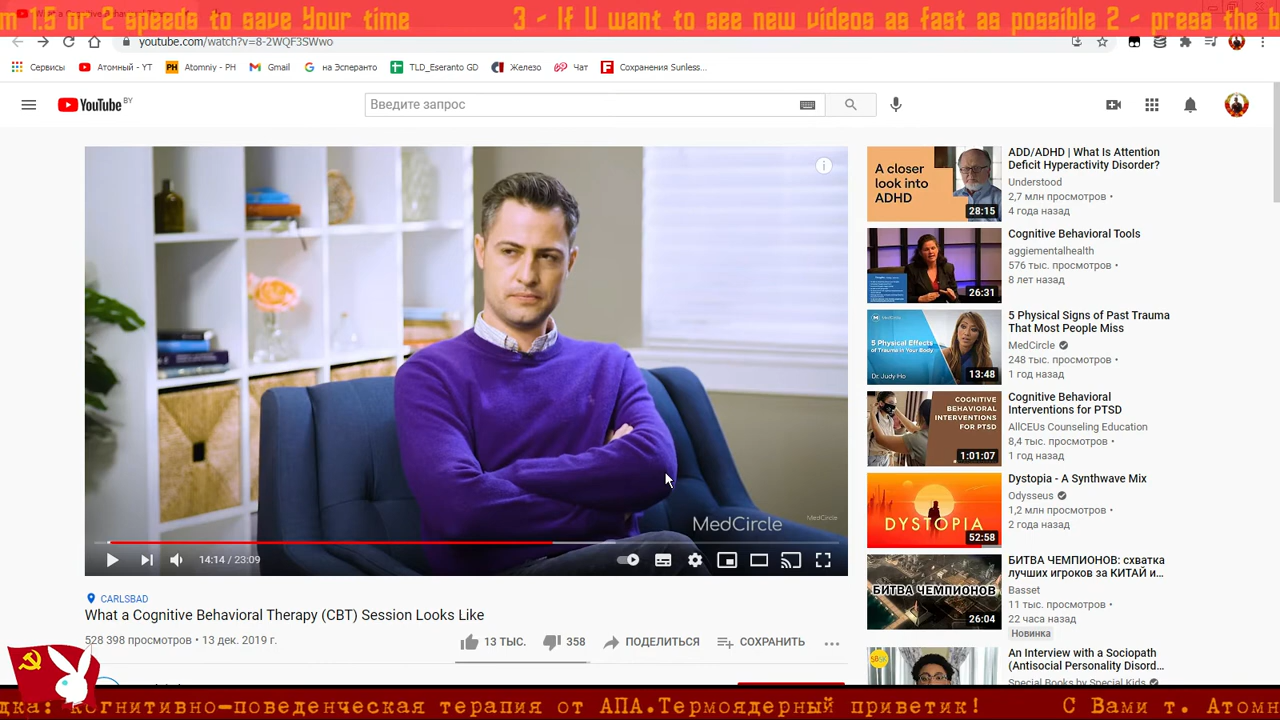 m 1.5 or 2 speeds to save Your time 3 - If U want to see new videos as fast as possible 2 - press the b
youtube.com/watch?v=8-2WQF3SWwo
Сервисы Атомный - YT Atomniy - PH Gmail на Эсперанто TLD_Eseranto GD Железо Чат Сохранения Sunless...
YouTube BY
Введите запрос
MedCircle
MedCircle
14:14 / 23:09
CARLSBAD
What a Cognitive Behavioral Therapy (CBT) Session Looks Like
528 398 просмотров • 13 дек. 2019 г.
13 ТЫС. 358 ПОДЕЛИТЬСЯ СОХРАНИТЬ
A closer
look into
ADHD
28:15
ADD/ADHD | What Is Attention
Deficit Hyperactivity Disorder?
Understood
2,7 млн просмотров •
4 года назад
26:31
Cognitive Behavioral Tools
aggiementalhealth
576 тыс. просмотров •
8 лет назад
MedCircle
5 Physical Effects
of Trauma in Your Body
Dr. Judy Ho
13:48
5 Physical Signs of Past Trauma
That Most People Miss
MedCircle
248 тыс. просмотров •
1 год назад
COGNITIVE
BEHAVIORAL
INTERVENTIONS
FOR PTSD
1:01:07
Cognitive Behavioral
Interventions for PTSD
AllCEUs Counseling Education
8,4 тыс. просмотров •
1 год назад
DYSTOPIA
52:58
Dystopia - A Synthwave Mix
Odysseus
1,2 млн просмотров •
2 года назад
БИТВА ЧЕМПИОНОВ
26:04
БИТВА ЧЕМПИОНОВ: схватка
лучших игроков за КИТАЙ и...
Basset
11 тыс. просмотров •
22 часа назад
Новинка
SBSK
An Interview with a Sociopath
(Antisocial Personality Disord...
Special Books by Special Kids
дка: когнитивно-поведенческая терапия от АПА.Термоядерный приветик! С Вами т. Атомн